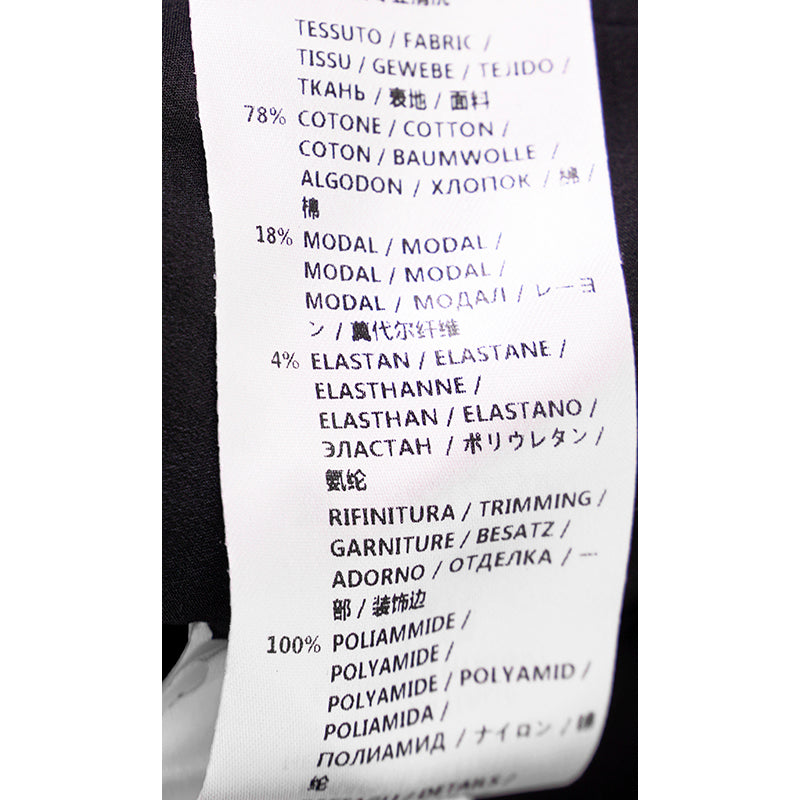 TESSUTO / FABRIC /
TISSU / GEWEBE / TEJIDO /
ТКАНЬ / 表地 / 面料
78% COTONE / COTTON /
COTON / BAUMWOLLE /
ALGODON / ХЛОПОК / 棉 /
棉
18% MODAL / MODAL /
MODAL / MODAL /
MODAL / МОДАЛ / レーヨ
ン / 莫代尔纤维
4% ELASTAN / ELASTANE /
ELASTHANNE /
ELASTHAN / ELASTANO /
ЭЛАСТАН / ポリウレタン /
氨纶
RIFINITURA / TRIMMING /
GARNITURE / BESATZ /
ADORNO / ОТДЕЛКА / 一
部 / 装饰边
100% POLIAMMIDE /
POLYAMIDE /
POLYAMIDE / POLYAMID /
POLIAMIDA /
ПОЛИАМИД / ナイロン / 锦
纶